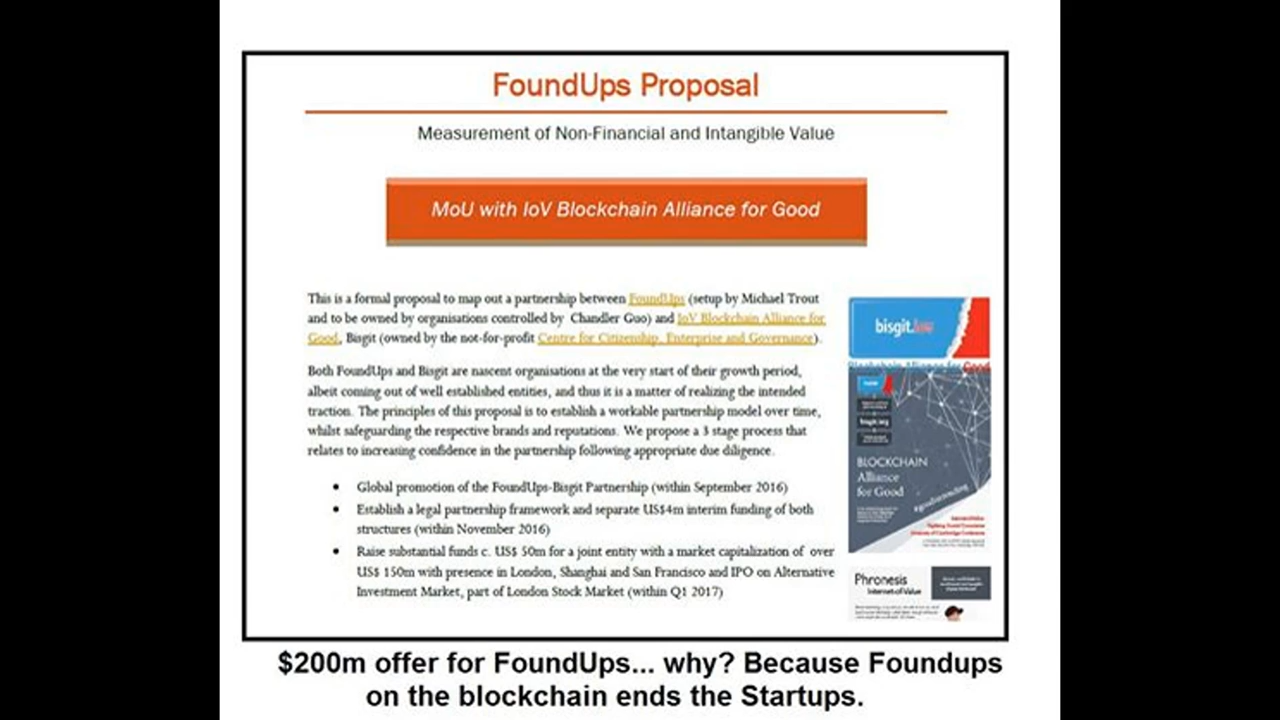 FoundUps Proposal
Measurement of Non-Financial and Intangible Value
MoU with IoV Blockchain Alliance for Good
This is a formal proposal to map out a partnership between FoundUps (setup by Michael Trout
and to be owned by organisations controlled by Chandler Guo) and IoV Blockchain Alliance for
Good, Bisgit (owned by the not-for-profit Centre for Citizenship, Enterprise and Governance).
Both FoundUps and Bisgit are nascent organisations at the very start of their growth period,
albeit coming out of well established entities, and thus it is a matter of realizing the intended
traction. The principles of this proposal is to establish a workable partnership model over time,
whilst safeguarding the respective brands and reputations. We propose a 3 stage process that
relates to increasing confidence in the partnership following appropriate due diligence.
• Global promotion of the FoundUps-Bisgit Partnership (within September 2016)
• Establish a legal partnership framework and separate US$4m interim funding of both
structures (within November 2016)
• Raise substantial funds c. US$ 50m for a joint entity with a market capitalization of over
US$ 150m with presence in London, Shanghai and San Francisco and IPO on Alternative
Investment Market, part of London Stock Market (within Q1 2017)
bisgit.law
Blockchain Alliance for Good
bisgit.org
BLOCKCHAIN
Alliance
for Good
Phronesis
Internet of Value
$200m offer for FoundUps... why? Because Foundups
on the blockchain ends the Startups.